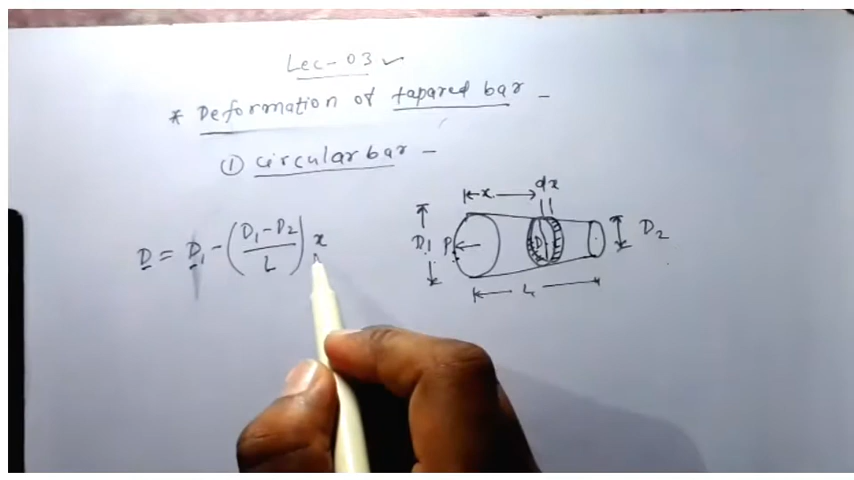 Lec-03 ✓
* Deformation of tapared bar -
① circular bar -
D = D₁ - ((D₁ - D₂)/L) x
x dx
D₁ P D D₂
L